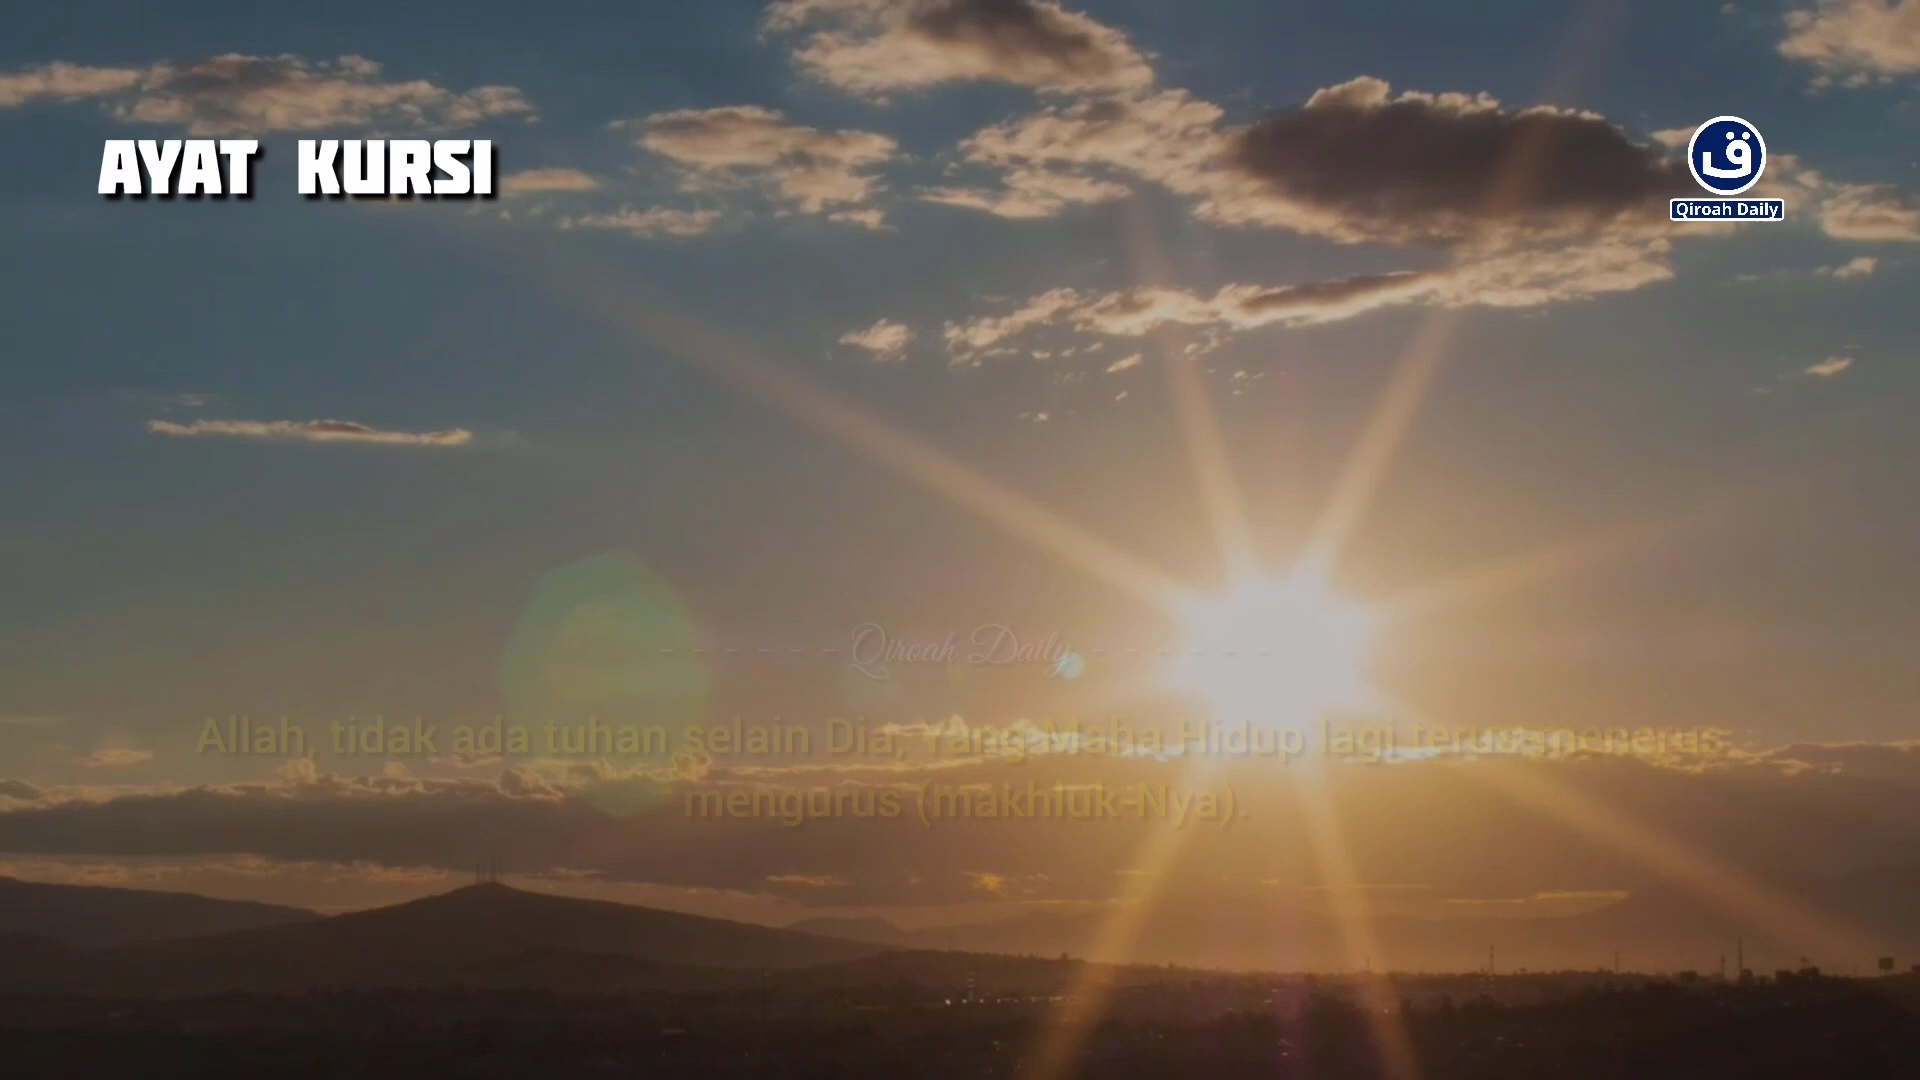 AYAT KURSI
ق
Qiroah Daily
Qiroah Daily
Allah, tidak ada tuhan selain Dia, Yang Maha Hidup lagi terus menerus
mengurus (makhluk-Nya).